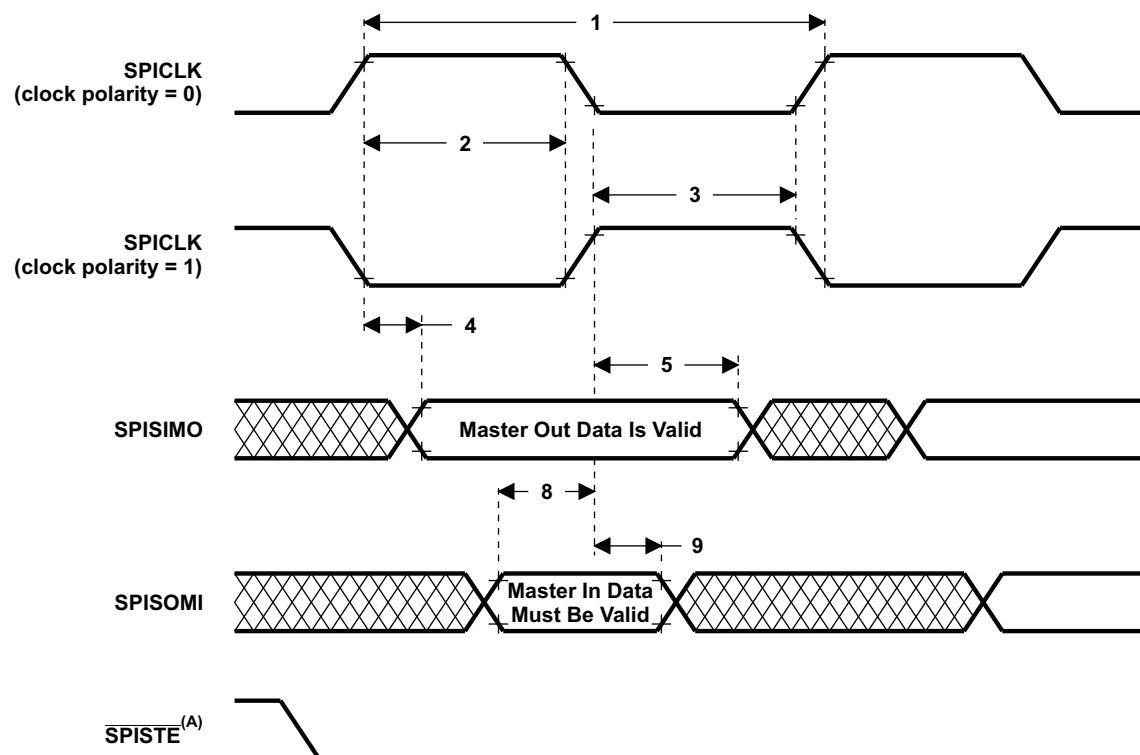 1
SPICLK
(clock polarity = 0)
2
3
SPICLK
(clock polarity = 1)
4
5
SPISIMO
Master Out Data Is Valid
8
9
SPISOMI
Master In Data
Must Be Valid
SPISTE(A)